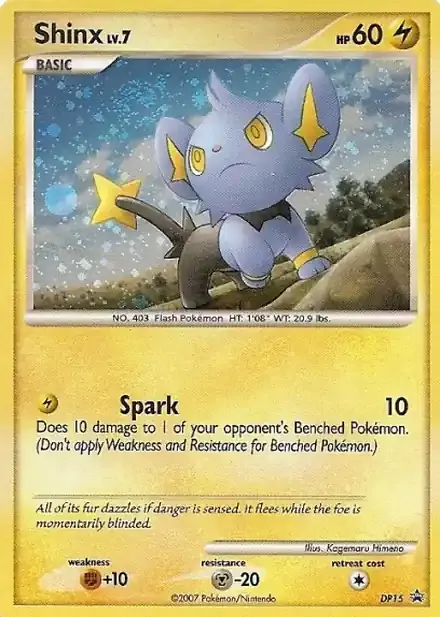 Shinx LV.7 HP 60
BASIC
NO. 403 Flash Pokémon HT: 1'08" WT: 20.9 lbs.
Spark 10
Does 10 damage to 1 of your opponent's Benched Pokémon.
(Don't apply Weakness and Resistance for Benched Pokémon.)
All of its fur dazzles if danger is sensed. It flees while the foe is
momentarily blinded.
Illus. Kagemaru Himeno
weakness resistance retreat cost
+10 -20
©2007 Pokémon/Nintendo DP15